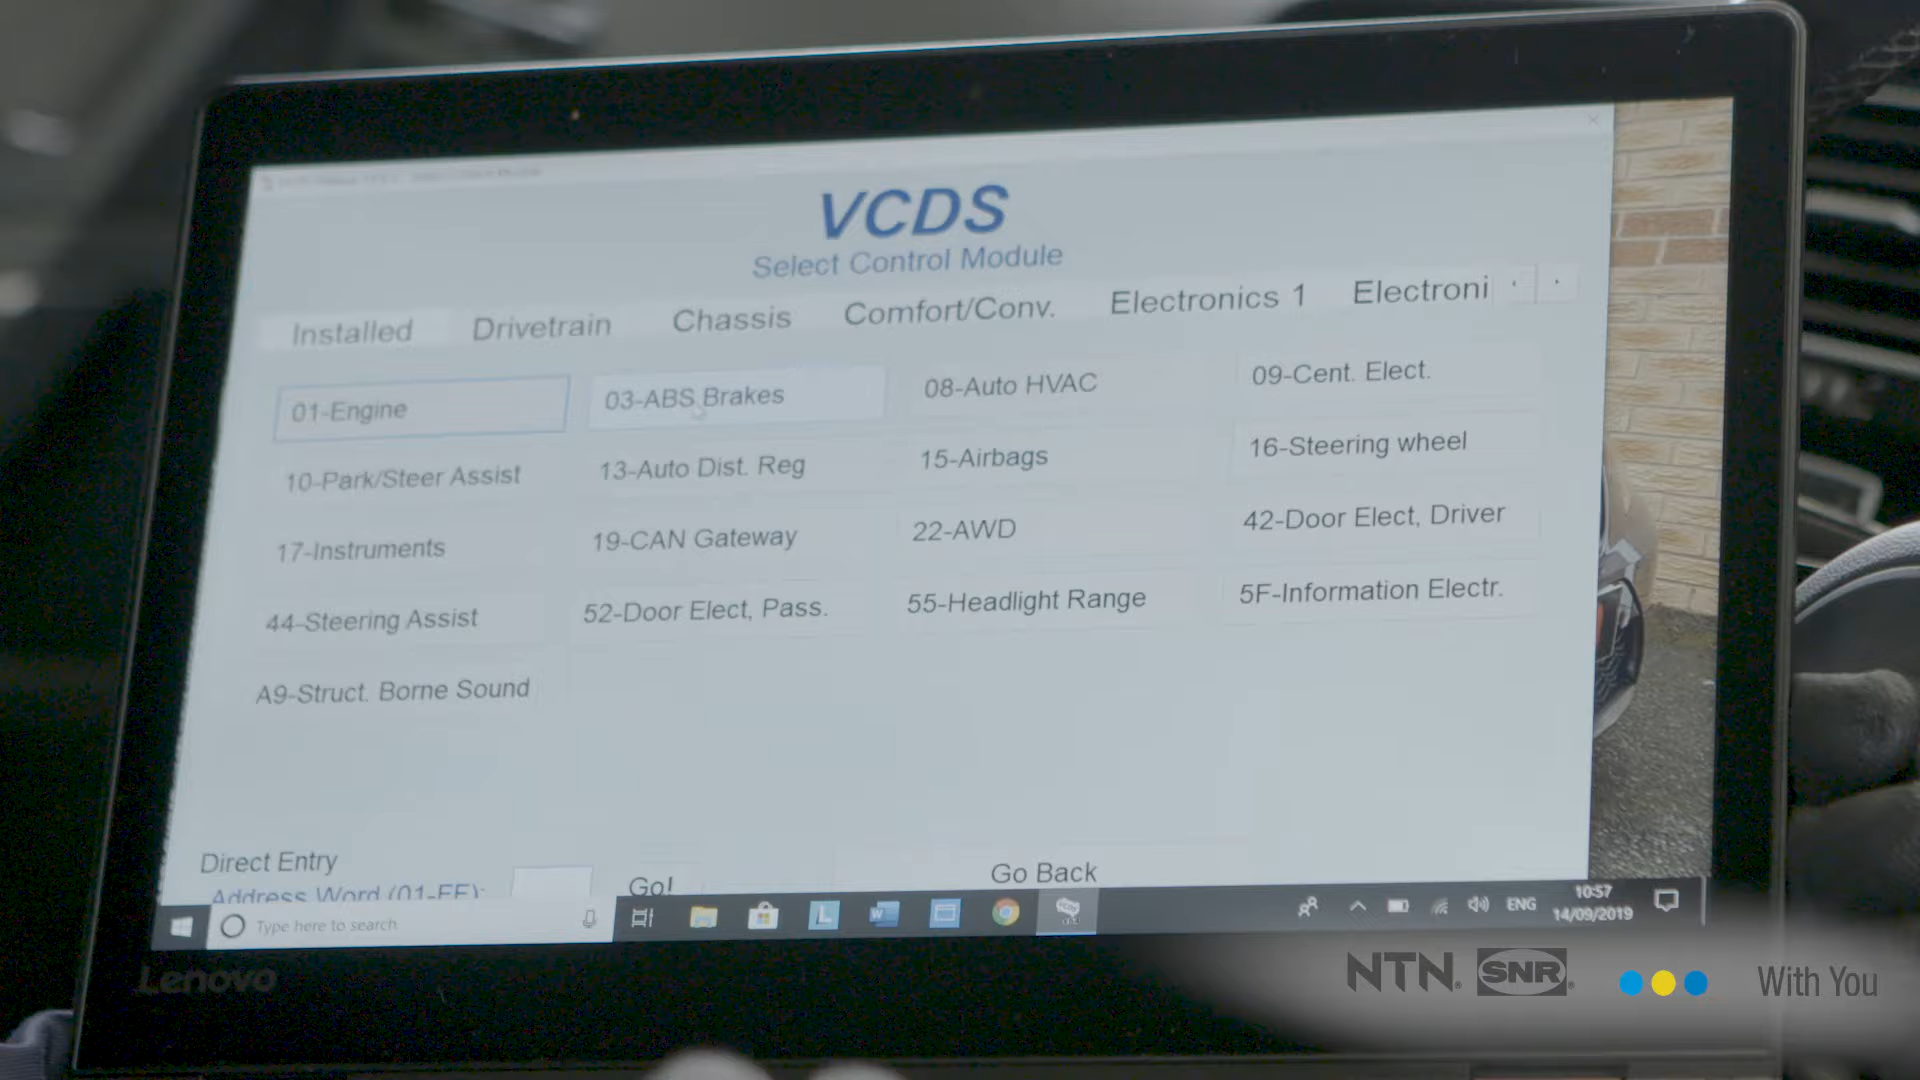 VCDS
Select Control Module
Installed Drivetrain Chassis Comfort/Conv. Electronics 1 Electroni
01-Engine 03-ABS Brakes 08-Auto HVAC 09-Cent. Elect.
10-Park/Steer Assist 13-Auto Dist. Reg 15-Airbags 16-Steering wheel
17-Instruments 19-CAN Gateway 22-AWD 42-Door Elect, Driver
44-Steering Assist 52-Door Elect, Pass. 55-Headlight Range 5F-Information Electr.
A9-Struct. Borne Sound
Direct Entry
Address Word (01-FF): Go! Go Back
Type here to search
ENG 10:57
14/09/2019
Lenovo
NTN® SNR® With You